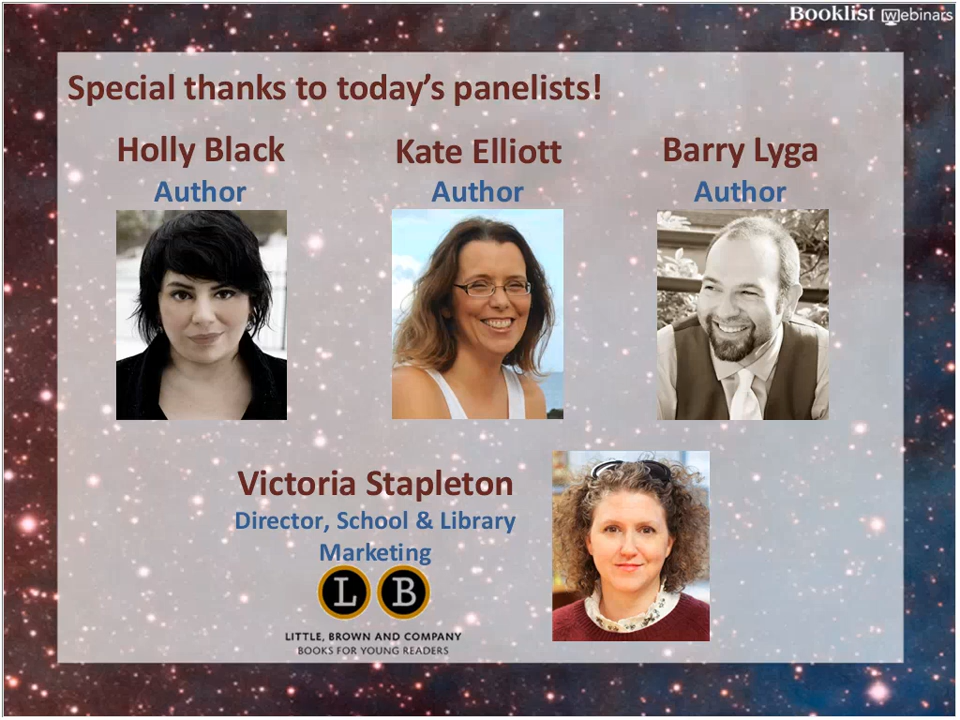 Booklist Webinars
Special thanks to today's panelists!
Holly Black
Author
Kate Elliott
Author
Barry Lyga
Author
Victoria Stapleton
Director, School & Library
Marketing
L B
LITTLE, BROWN AND COMPANY
BOOKS FOR YOUNG READERS